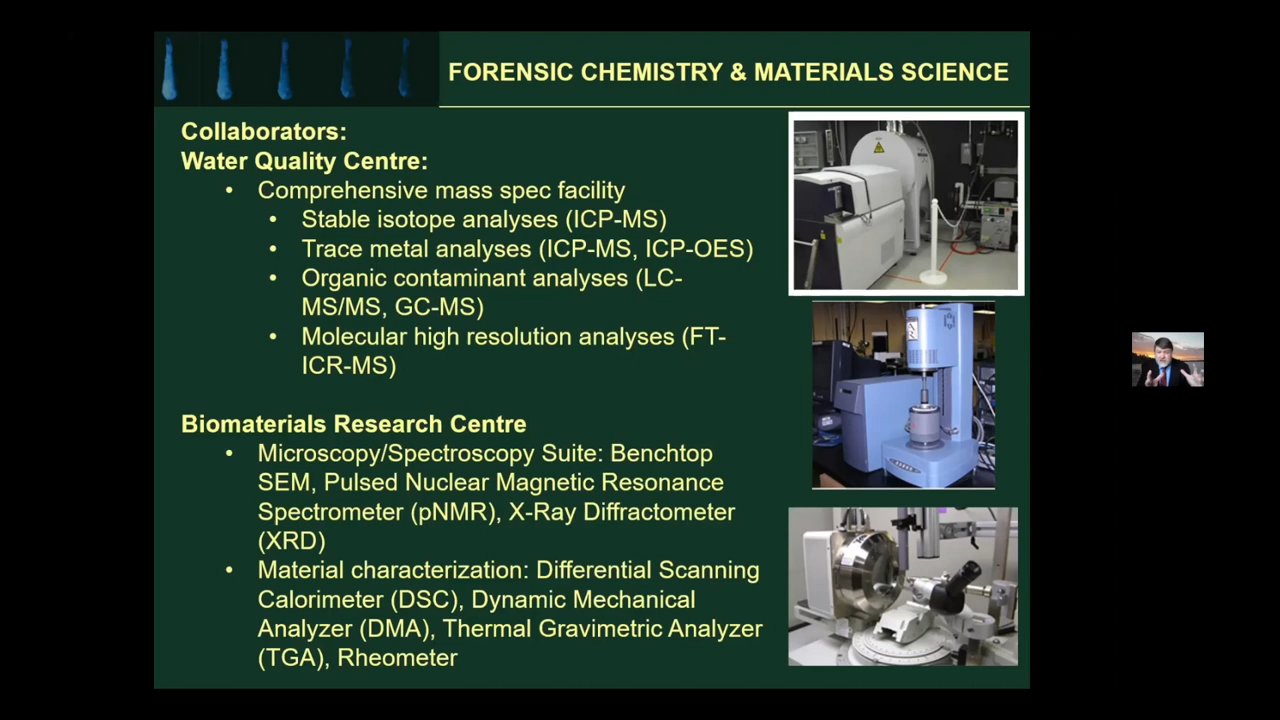 FORENSIC CHEMISTRY & MATERIALS SCIENCE
Collaborators:
Water Quality Centre:
• Comprehensive mass spec facility
• Stable isotope analyses (ICP-MS)
• Trace metal analyses (ICP-MS, ICP-OES)
• Organic contaminant analyses (LC-
MS/MS, GC-MS)
• Molecular high resolution analyses (FT-
ICR-MS)
Biomaterials Research Centre
• Microscopy/Spectroscopy Suite: Benchtop
SEM, Pulsed Nuclear Magnetic Resonance
Spectrometer (pNMR), X-Ray Diffractometer
(XRD)
• Material characterization: Differential Scanning
Calorimeter (DSC), Dynamic Mechanical
Analyzer (DMA), Thermal Gravimetric Analyzer
(TGA), Rheometer